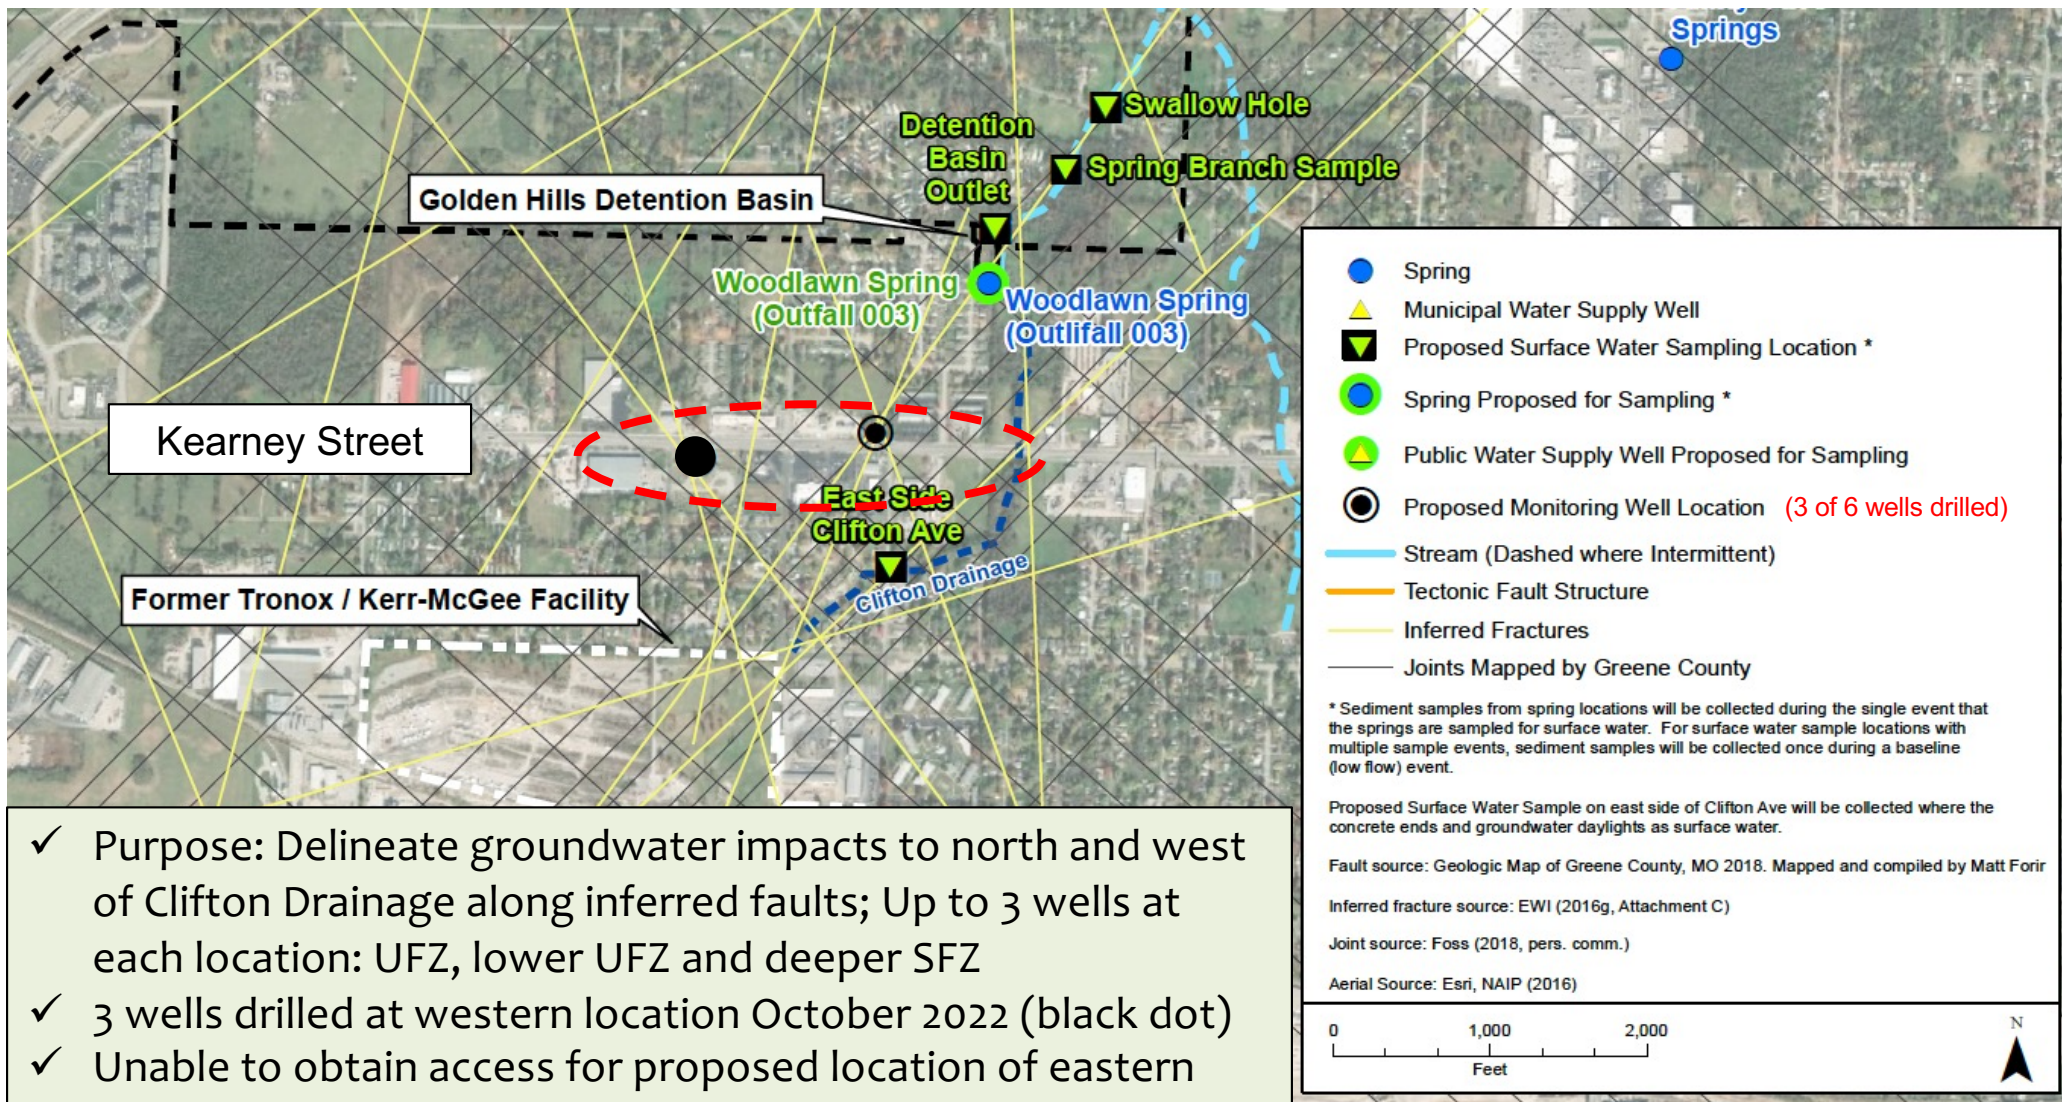 Springs
Swallow Hole
Detention
Basin
Outlet
Spring Branch Sample
Golden Hills Detention Basin
Woodlawn Spring
(Outfall 003)
Woodlawn Spring
(Outlifall 003)
Kearney Street
East Side
Clifton Ave
Clifton Drainage
Former Tronox / Kerr-McGee Facility
Spring
Municipal Water Supply Well
Proposed Surface Water Sampling Location *
Spring Proposed for Sampling *
Public Water Supply Well Proposed for Sampling
Proposed Monitoring Well Location (3 of 6 wells drilled)
Stream (Dashed where Intermittent)
Tectonic Fault Structure
Inferred Fractures
Joints Mapped by Greene County
* Sediment samples from spring locations will be collected during the single event that
the springs are sampled for surface water. For surface water sample locations with
multiple sample events, sediment samples will be collected once during a baseline
(low flow) event.
Proposed Surface Water Sample on east side of Clifton Ave will be collected where the
concrete ends and groundwater daylights as surface water.
Fault source: Geologic Map of Greene County, MO 2018. Mapped and compiled by Matt Forir
Inferred fracture source: EWI (2016g, Attachment C)
Joint source: Foss (2018, pers. comm.)
Aerial Source: Esri, NAIP (2016)
0 1,000 2,000
Feet
N
✓ Purpose: Delineate groundwater impacts to north and west
of Clifton Drainage along inferred faults; Up to 3 wells at
each location: UFZ, lower UFZ and deeper SFZ
✓ 3 wells drilled at western location October 2022 (black dot)
✓ Unable to obtain access for proposed location of eastern